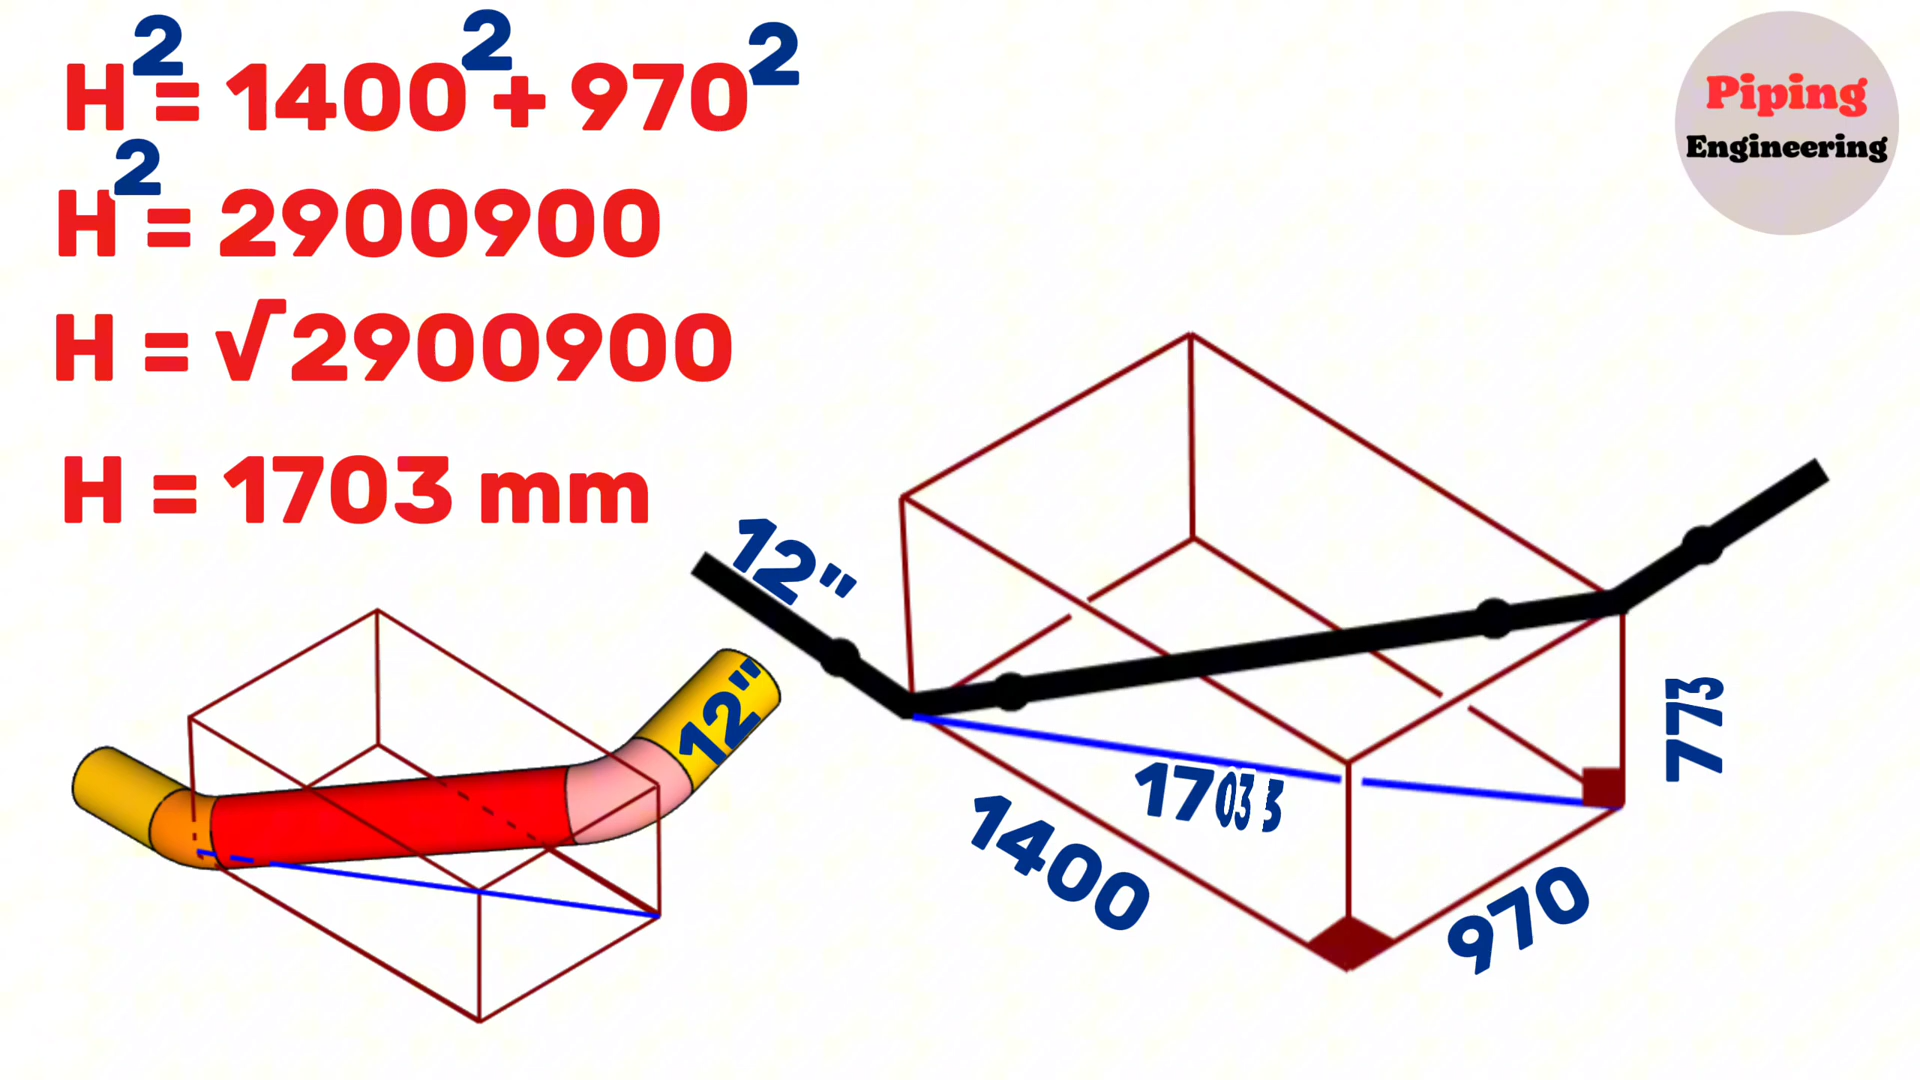 H²= 1400²+ 970²
H²= 2900900
H = √2900900
H = 1703 mm
Piping
Engineering
12"
12"
773
1400
970